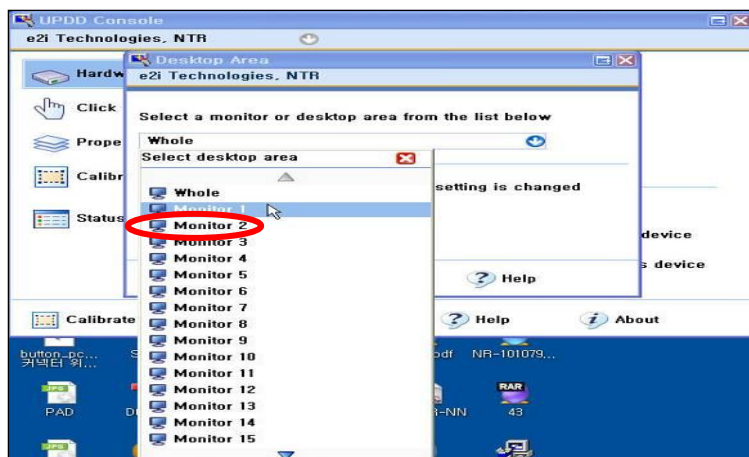 UPDD Console
e2i Technologies, NTR
Desktop Area
e2i Technologies, NTR
Hardw
Click
Prope
Calibr
Status
Select a monitor or desktop area from the list below
Whole
Select desktop area
setting is changed
Whole
Monitor 1
Monitor 2
Monitor 3
Monitor 4
Monitor 5
Monitor 6
Monitor 7
Monitor 8
Monitor 9
Monitor 10
Monitor 11
Monitor 12
Monitor 13
Monitor 14
Monitor 15
device
s device
Help
Calibrate
Help
About
button_pc...
커넥터 위...
S
df
NR-101079...
JPG
PAD
D
-NN
RAR
43
JPG